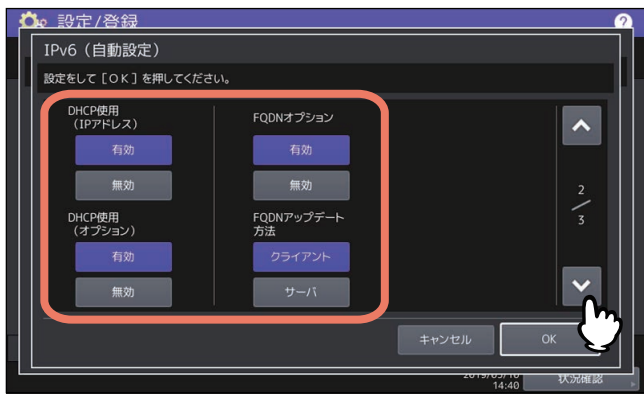 設定/登録
?
IPv6（自動設定）
設定をして［ＯＫ］を押してください。
DHCP使用
（IPアドレス）
有効
無効
DHCP使用
（オプション）
有効
無効
FQDNオプション
有効
無効
FQDNアップデート
方法
クライアント
サーバ
2
3
キャンセル
OK
14:40
状況確認